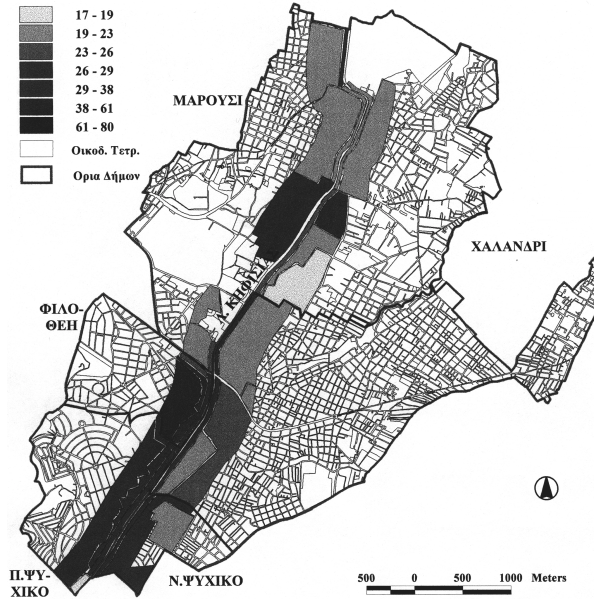 17 - 19
19 - 23
23 - 26
26 - 29
29 - 38
38 - 61
61 - 80
Οικοδ. Τετρ.
Ορια Δήμων
ΜΑΡΟΥΣΙ
ΧΑΛΑΝΔΡΙ
Λ. ΚΗΦΙΣΙΑΣ
ΦΙΛΟ-
ΘΕΗ
Π.ΨΥ-
ΧΙΚΟ
Ν.ΨΥΧΙΚΟ
500 0 500 1000 Meters